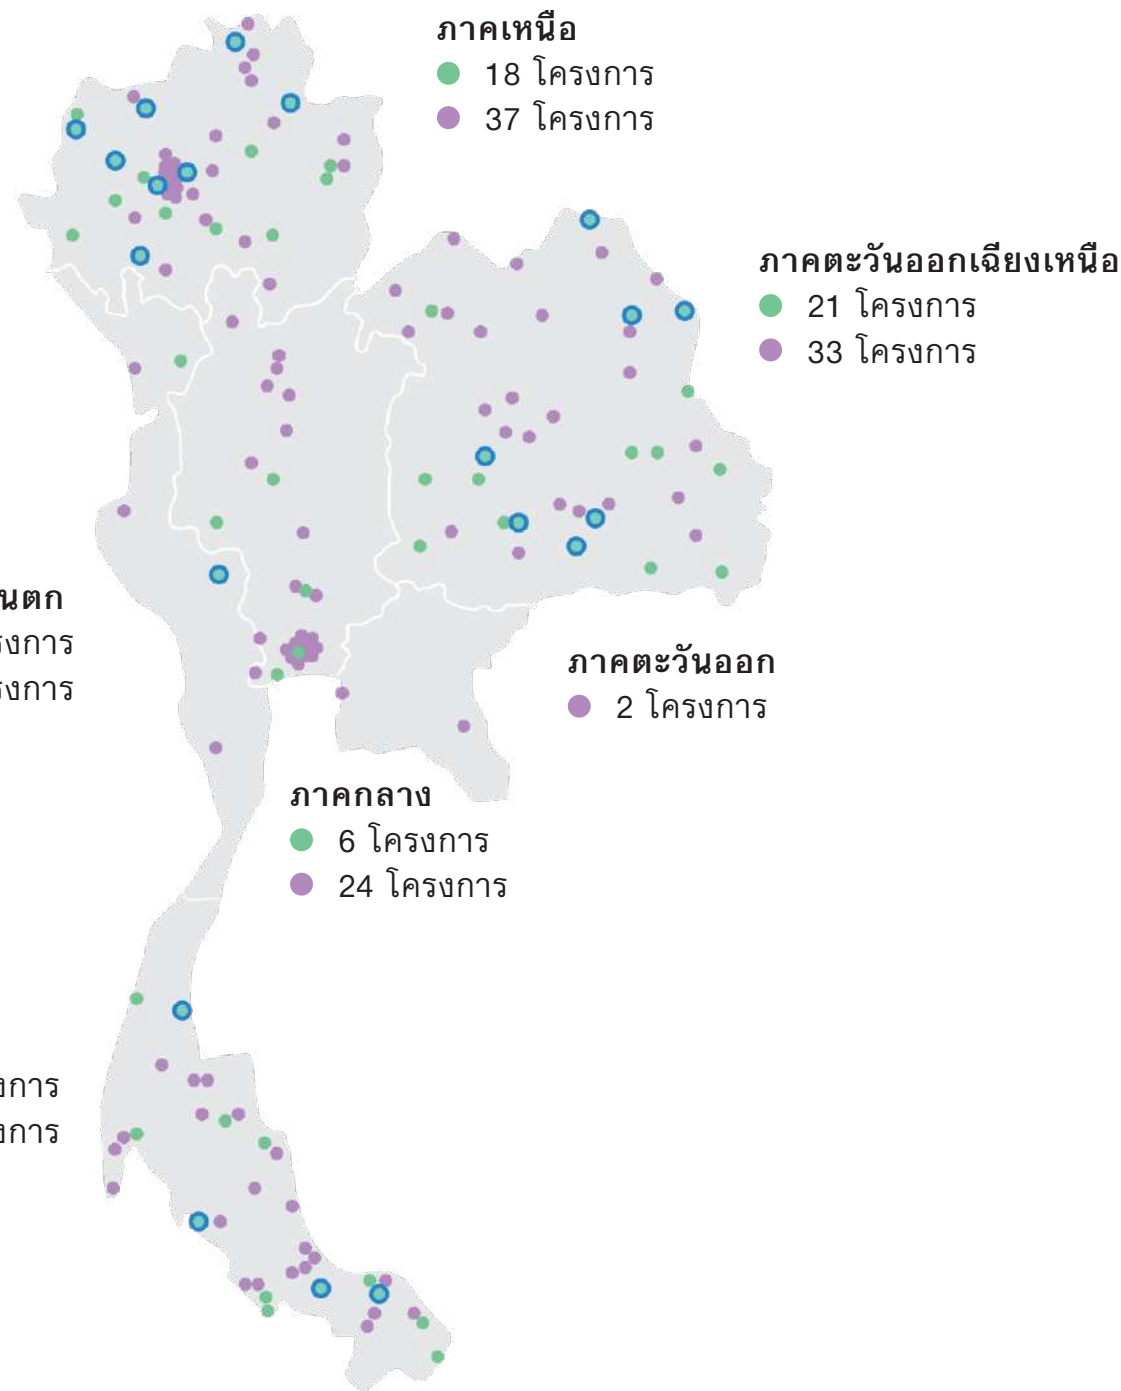 ภาคเหนือ
18 โครงการ
37 โครงการ
ภาคตะวันออกเฉียงเหนือ
21 โครงการ
33 โครงการ
ภาคตะวันออก
2 โครงการ
ภาคกลาง
6 โครงการ
24 โครงการ